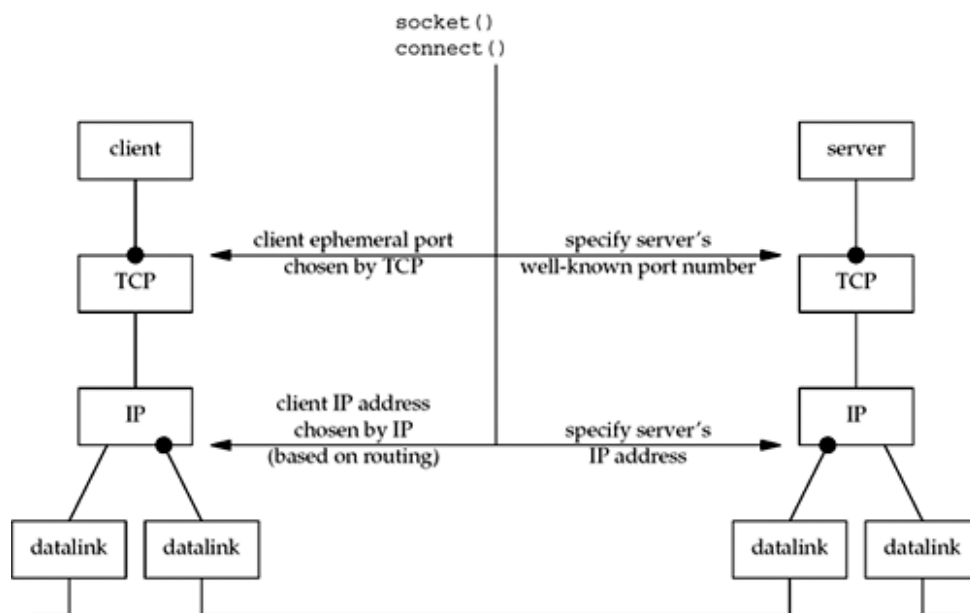 socket()
connect()
client
server
client ephemeral port
chosen by TCP
specify server's
well-known port number
TCP
TCP
client IP address
chosen by IP
(based on routing)
specify server's
IP address
IP
IP
datalink
datalink
datalink
datalink